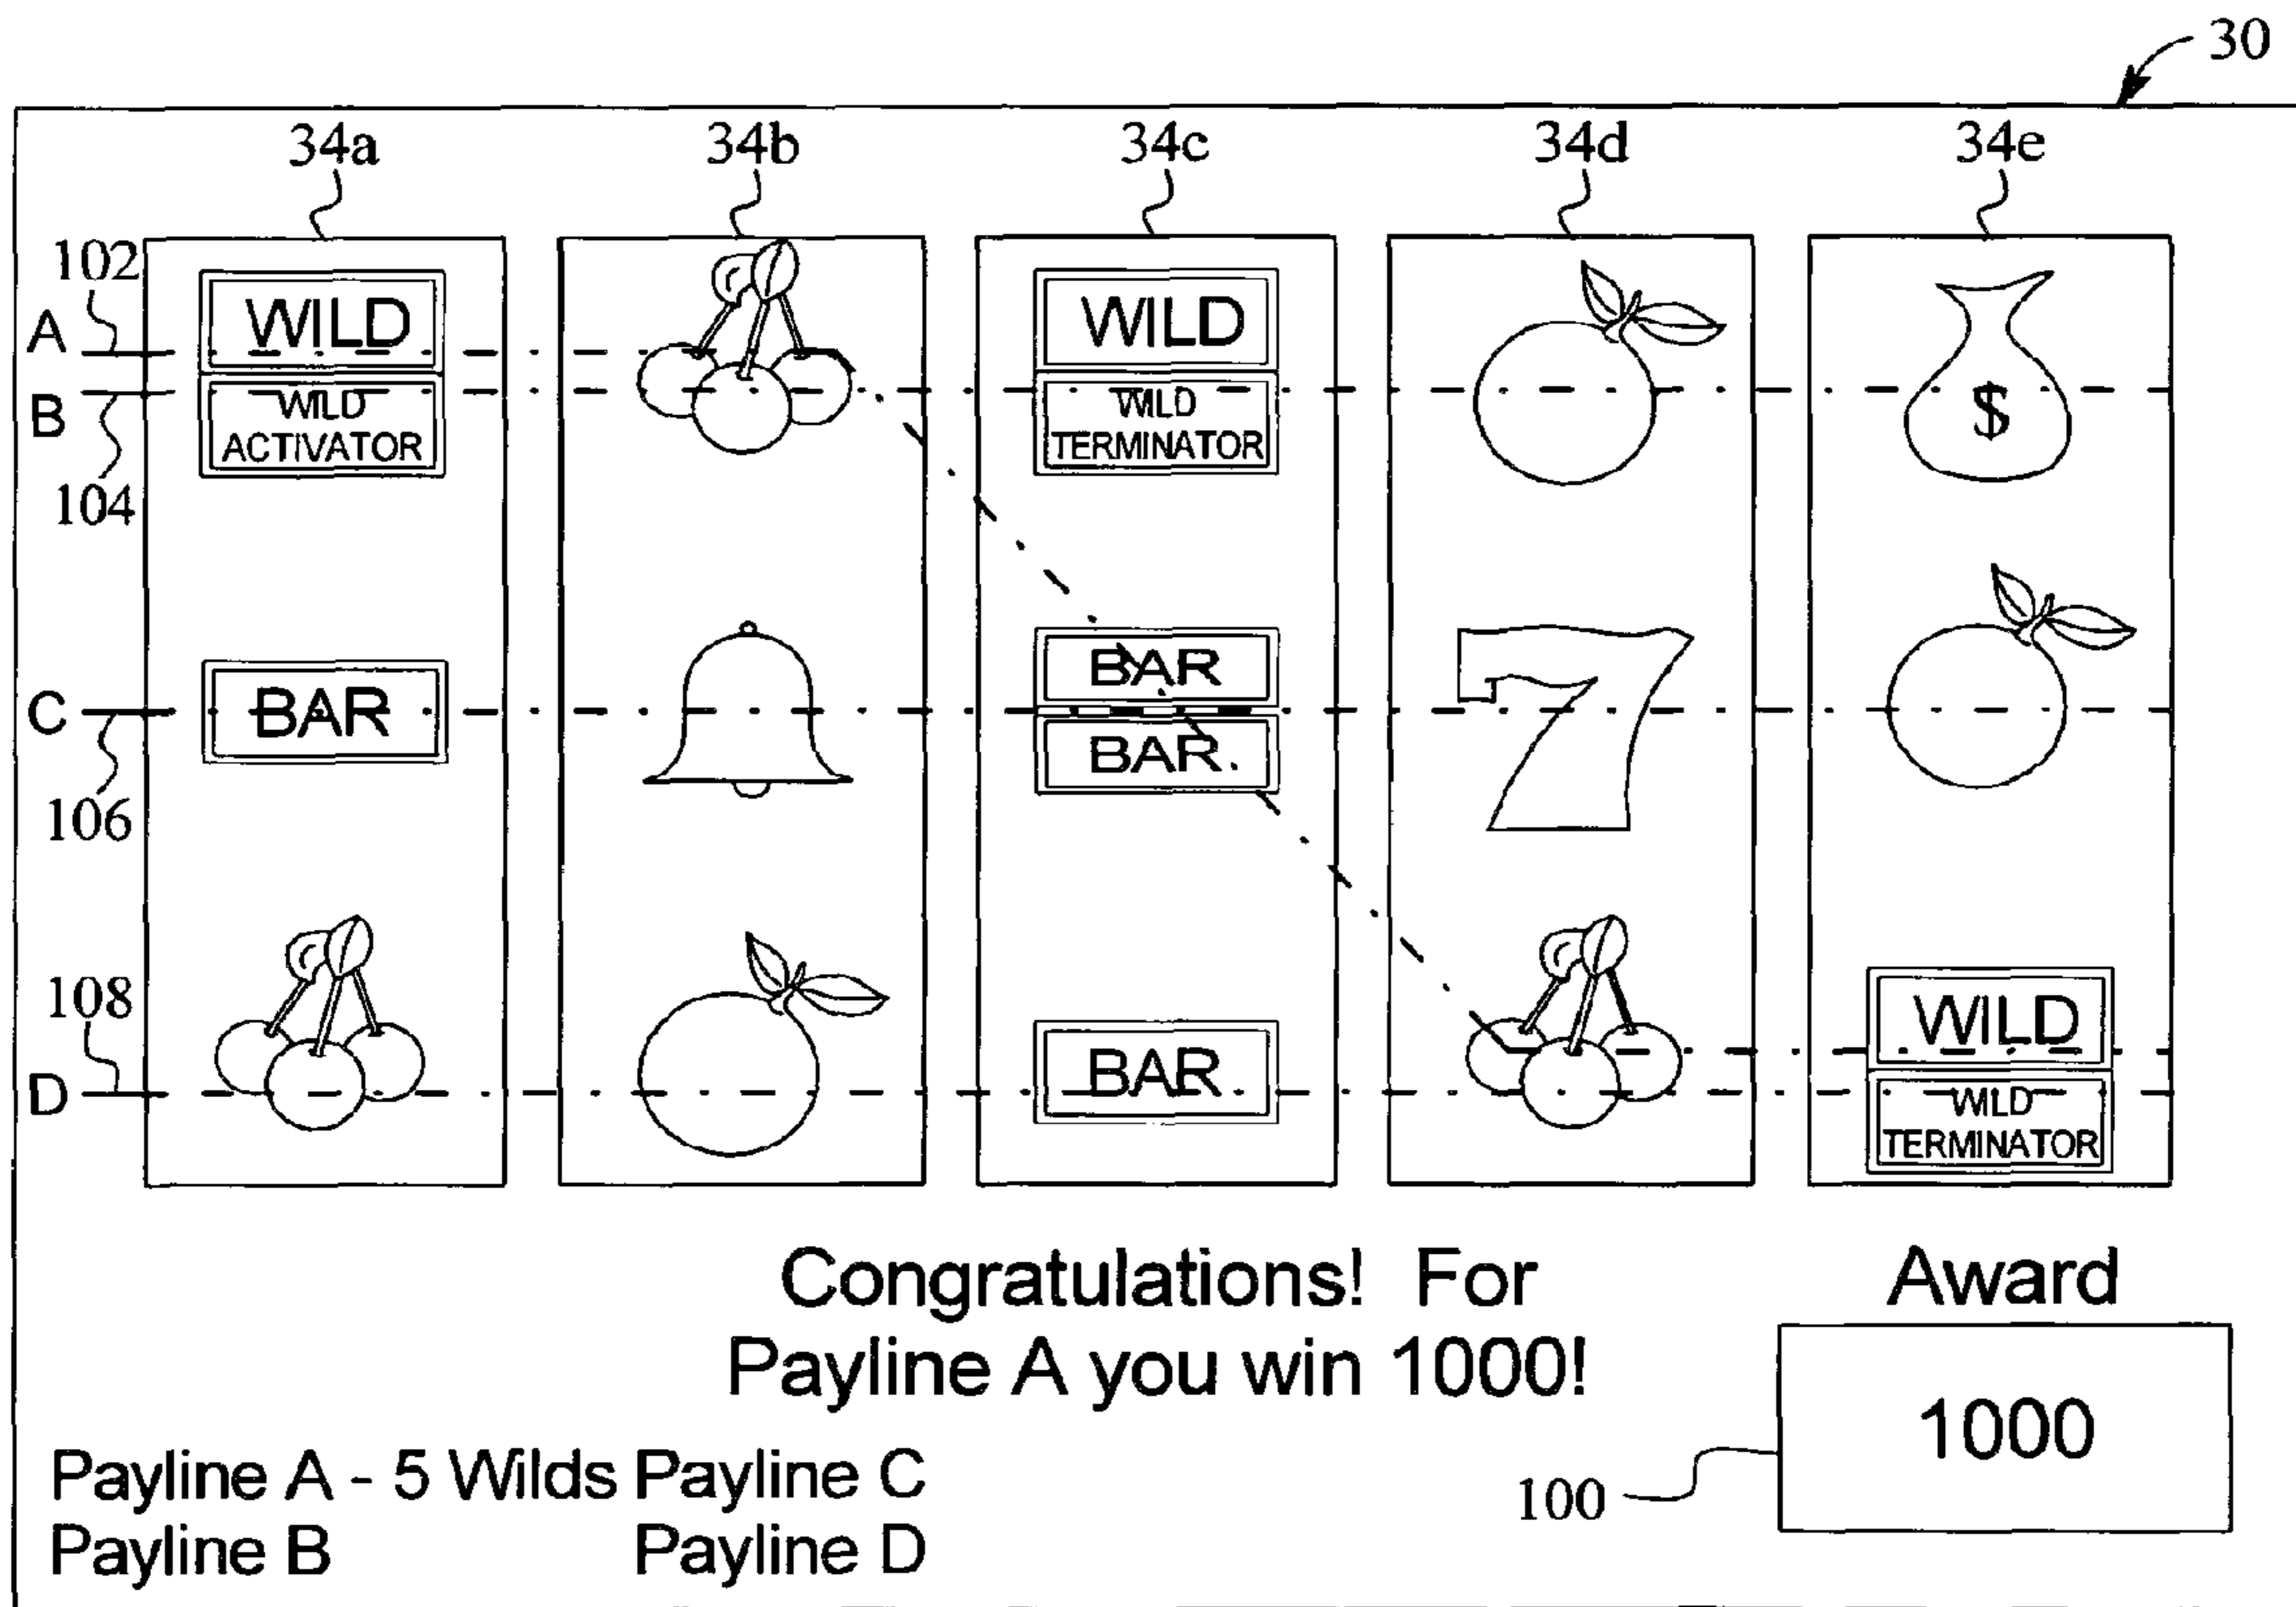 30
34a 34b 34c 34d 34e
102
A
B
104
WILD
WILD
ACTIVATOR
WILD
WILD
TERMINATOR
$
C
106
BAR
BAR
BAR
108
D
BAR
WILD
WILD
TERMINATOR
Congratulations! For
Payline A you win 1000!
Award
1000
100
Payline A - 5 Wilds Payline C
Payline B Payline D